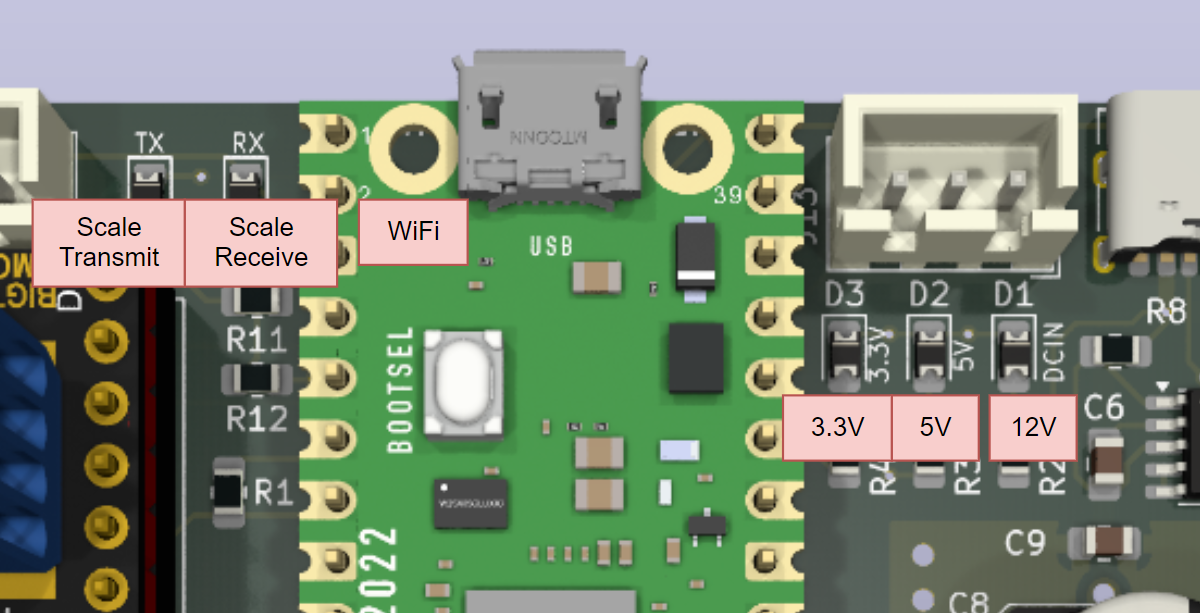 TX
RX
1
MTCONN
2
39
J13
Scale
Transmit
Scale
Receive
WiFi
USB
D
D3
D2
D1
R8
3.3V
5V
DCIN
R11
BOOTSEL
R12
3.3V
5V
12V
C6
R4
R3
R2
R1
2022
C9
C8